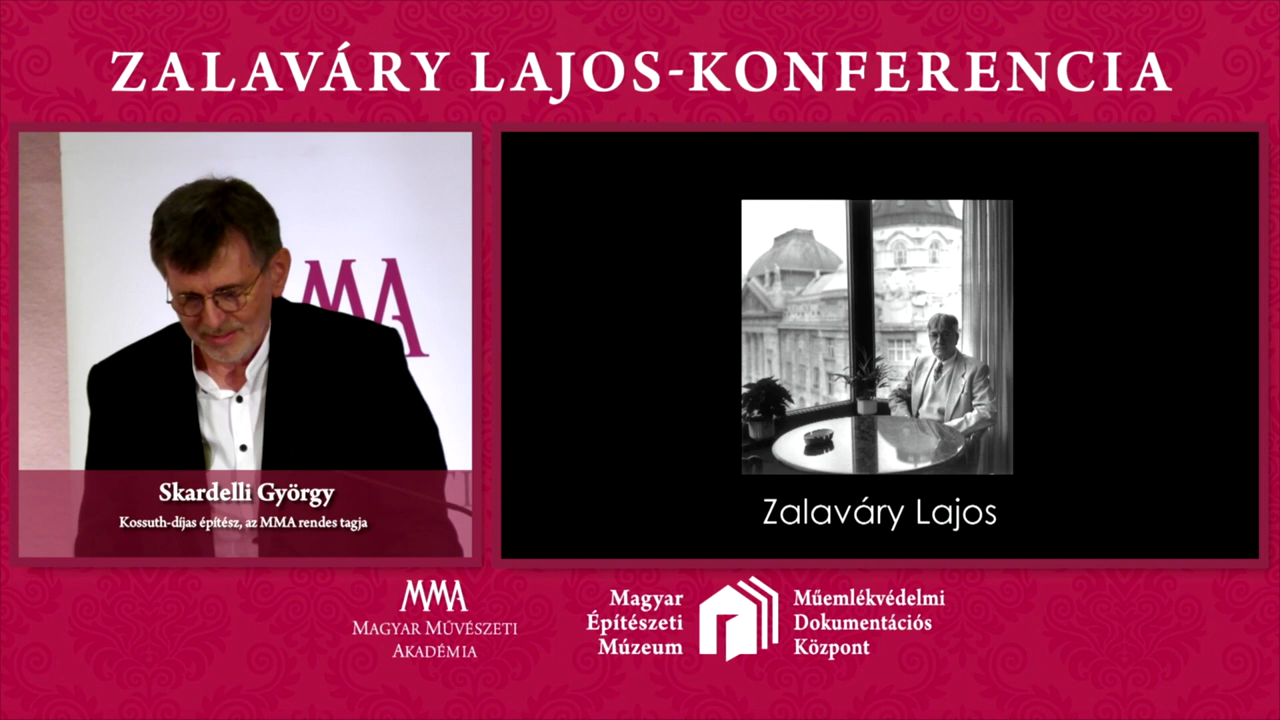 ZALAVÁRY LAJOS-KONFERENCIA
MMA
Skardelli György
Kossuth-díjas építész, az MMA rendes tagja
Zalaváry Lajos
MMA
MAGYAR MŰVÉSZETI
AKADÉMIA
Magyar
Építészeti
Múzeum
Műemlékvédelmi
Dokumentációs
Központ